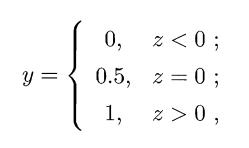 y = { 0, z < 0 ;
0.5, z = 0 ;
1, z > 0 ,